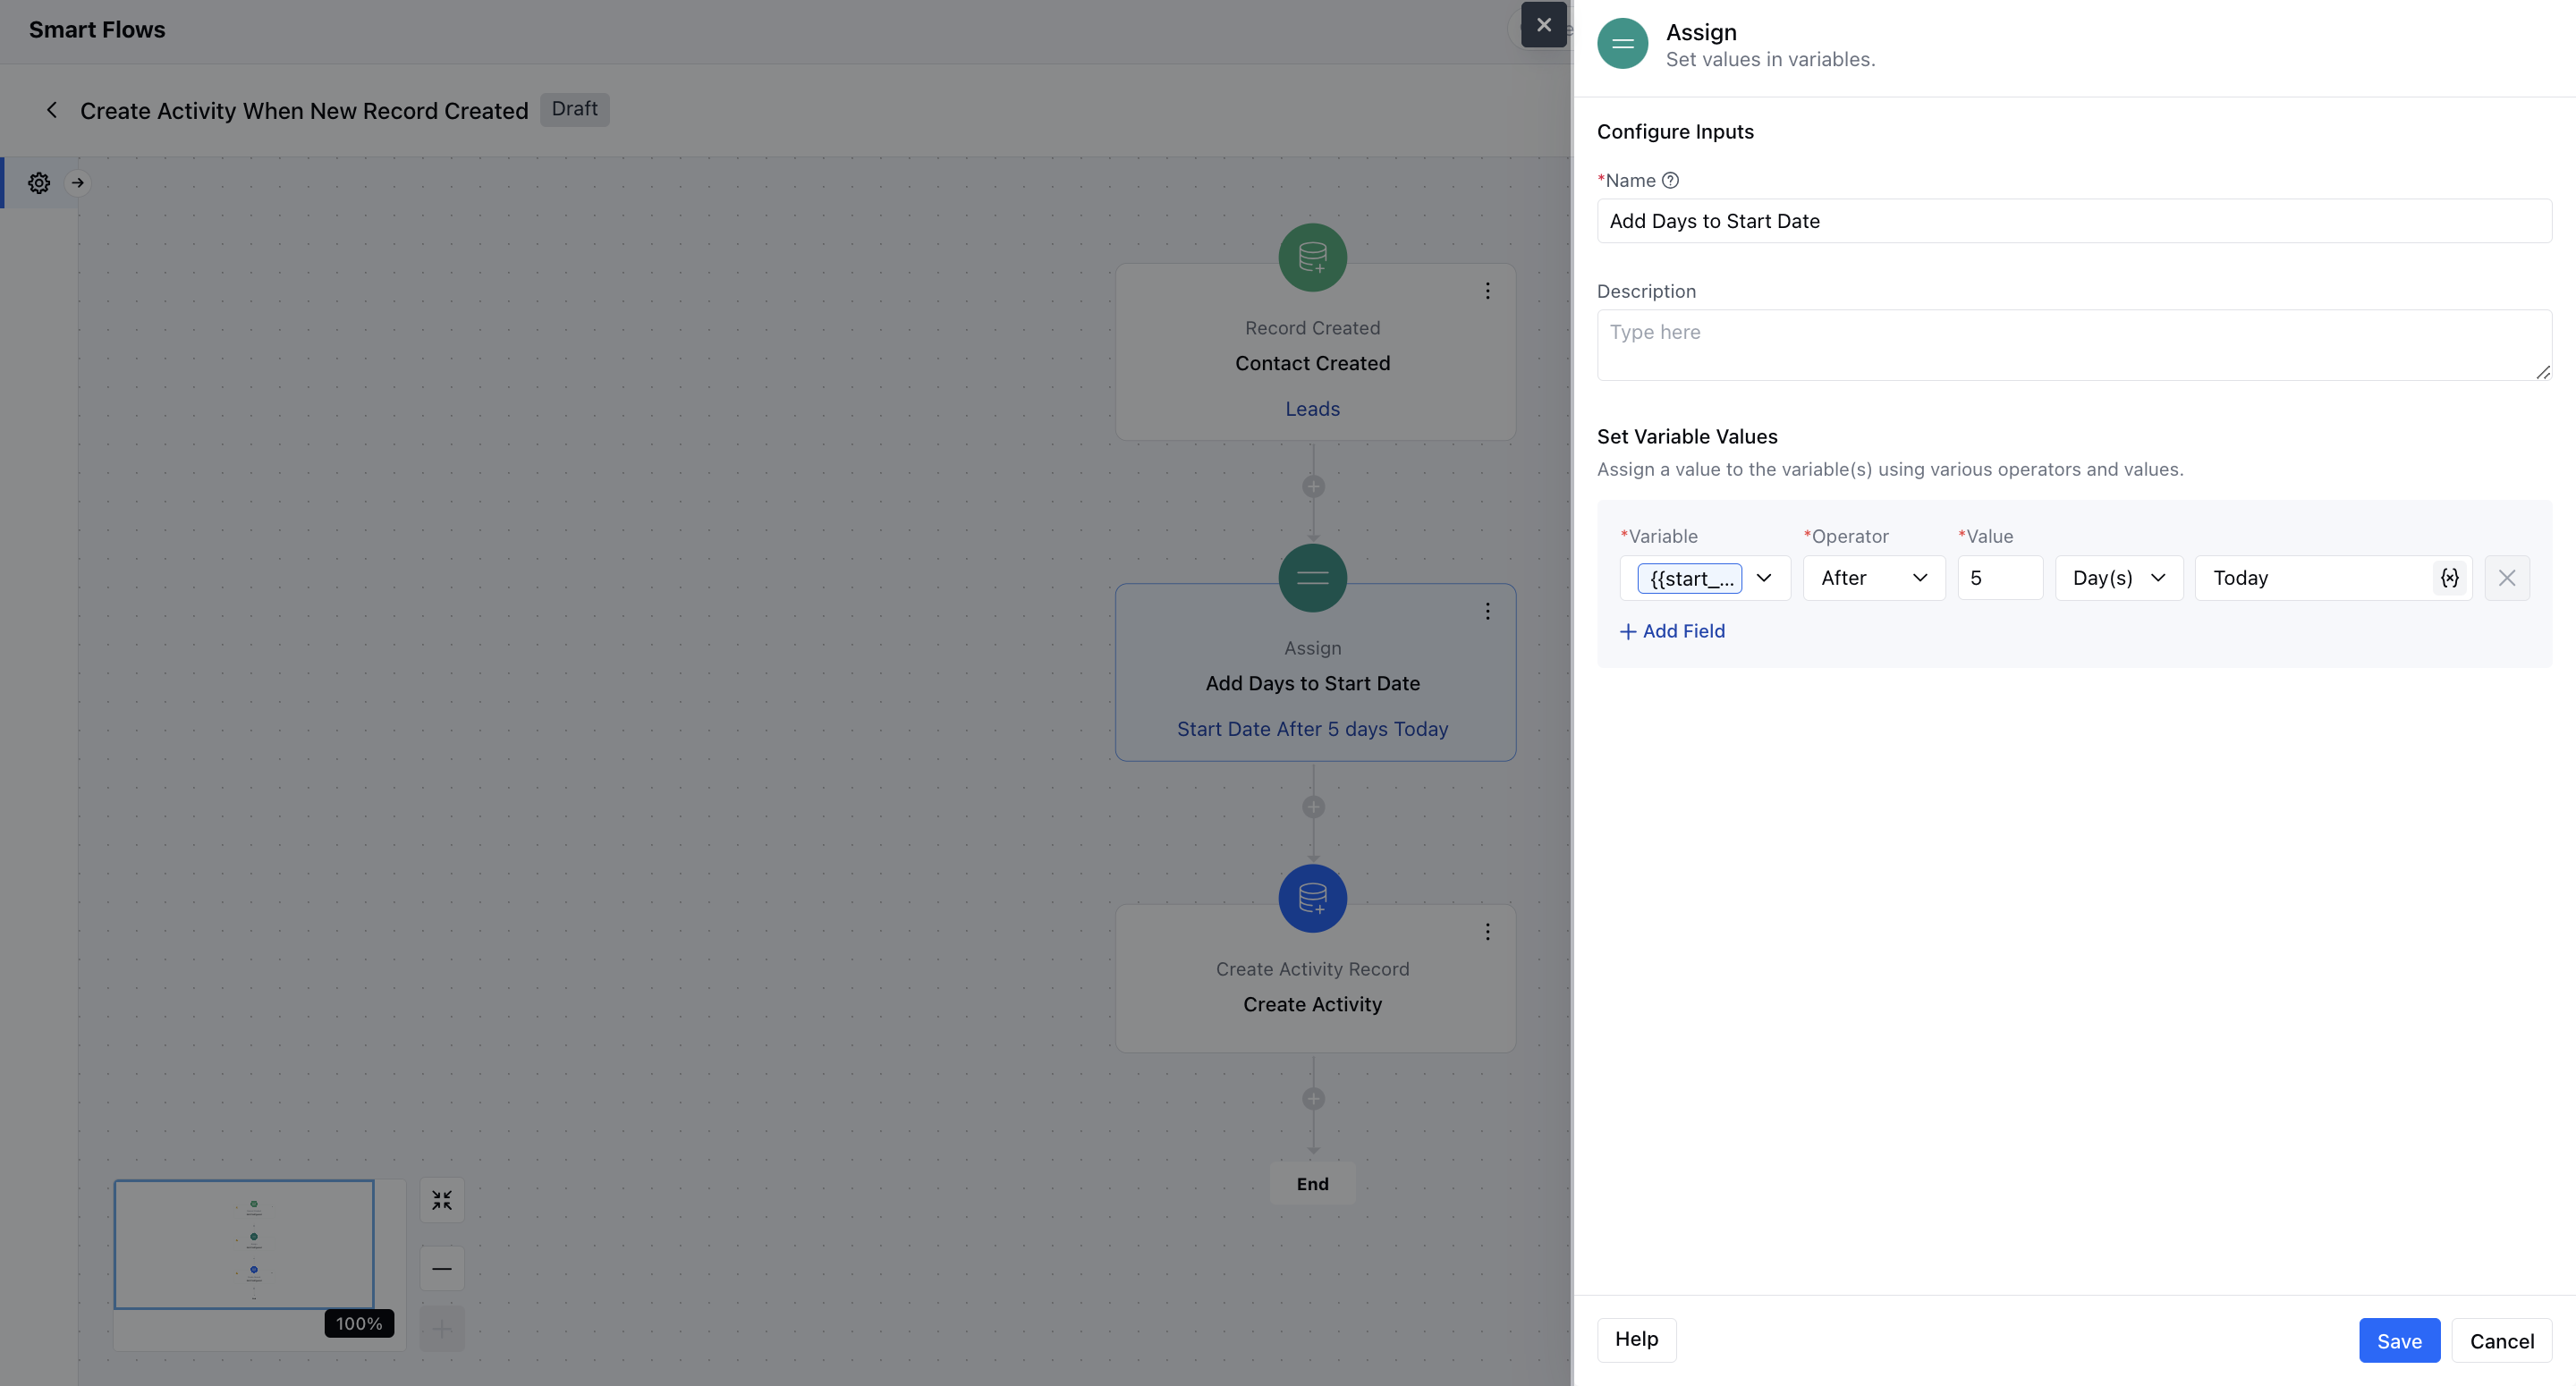 Smart Flows
Create Activity When New Record Created
Draft
Record Created
Contact Created
Leads
Assign
Add Days to Start Date
Start Date After 5 days Today
Create Activity Record
Create Activity
End
100%
Assign
Set values in variables.
Configure Inputs
*Name
Add Days to Start Date
Description
Type here
Set Variable Values
Assign a value to the variable(s) using various operators and values.
*Variable *Operator *Value
{{start_... After 5 Day(s) Today {x}
+ Add Field
Help Save Cancel